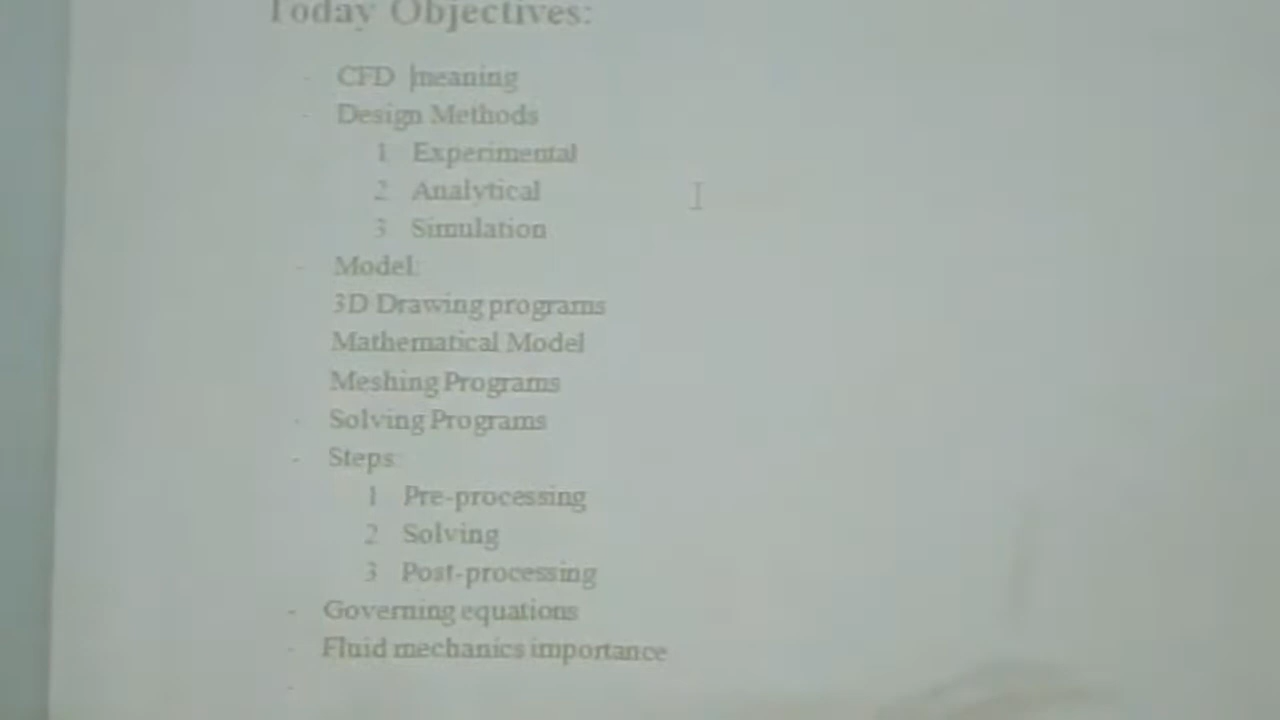 Today Objectives:
- CFD meaning
- Design Methods
1 Experimental
2 Analytical
3 Simulation
- Model:
3D Drawing programs
Mathematical Model
Meshing Programs
- Solving Programs
- Steps:
1 Pre-processing
2 Solving
3 Post-processing
- Governing equations
- Fluid mechanics importance
-